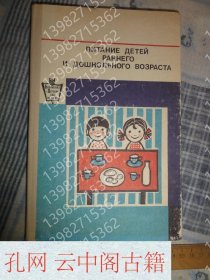 ПИТАНИЕ ДЕТЕЙ
РАННЕГО
И ДОШКОЛЬНОГО ВОЗРАСТА
13982715362
孔网 云中阁古籍